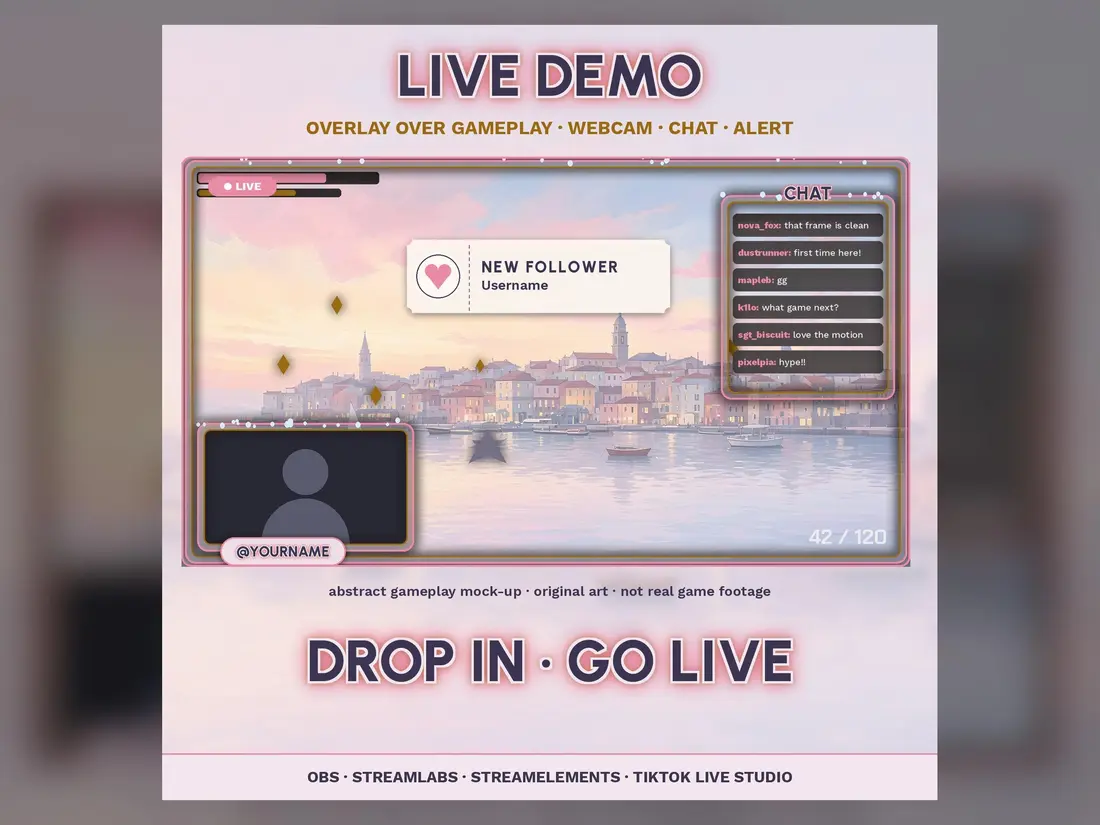 LIVE DEMO
OVERLAY OVER GAMEPLAY · WEBCAM · CHAT · ALERT
LIVE
CHAT
nova_fox: that frame is clean
dustrunner: first time here!
mapleb: gg
k1lo: what game next?
sgt_biscuit: love the motion
pixelpia: hype!!
NEW FOLLOWER
Username
42 / 120
@YOURNAME
abstract gameplay mock-up · original art · not real game footage
DROP IN · GO LIVE
OBS · STREAMLABS · STREAMELEMENTS · TIKTOK LIVE STUDIO